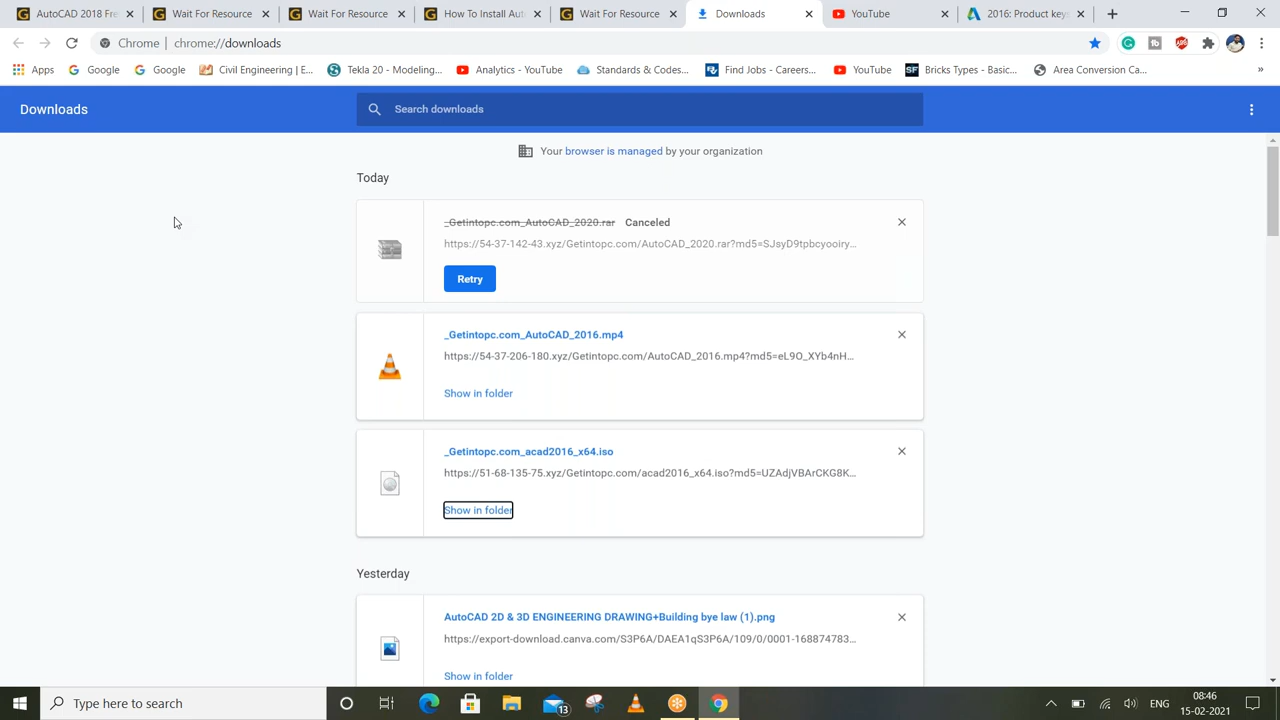 AutoCAD 2018 Fre
Wait For Resource
Wait For Resource
How To Install Aut
Wait For Resource
Downloads
YouTube
2016: Product key
Chrome | chrome://downloads
Apps
Google
Google
Civil Engineering | E...
Tekla 20 - Modeling...
Analytics - YouTube
Standards & Codes...
Find Jobs - Careers...
YouTube
Bricks Types - Basic...
Area Conversion Ca...
»
Downloads
Search downloads
Your browser is managed by your organization
Today
_Getintopc.com_AutoCAD_2020.rar Canceled
https://54-37-142-43.xyz/Getintopc.com/AutoCAD_2020.rar?md5=SJsyD9tpbcyooiry...
Retry
_Getintopc.com_AutoCAD_2016.mp4
https://54-37-206-180.xyz/Getintopc.com/AutoCAD_2016.mp4?md5=eL9O_XYb4nH...
Show in folder
_Getintopc.com_acad2016_x64.iso
https://51-68-135-75.xyz/Getintopc.com/acad2016_x64.iso?md5=UZAdjVBArCKG8K...
Show in folder
Yesterday
AutoCAD 2D & 3D ENGINEERING DRAWING+Building bye law (1).png
https://export-download.canva.com/S3P6A/DAEA1qS3P6A/109/0/0001-168874783...
Show in folder
Type here to search
13
ENG
08:46
15-02-2021